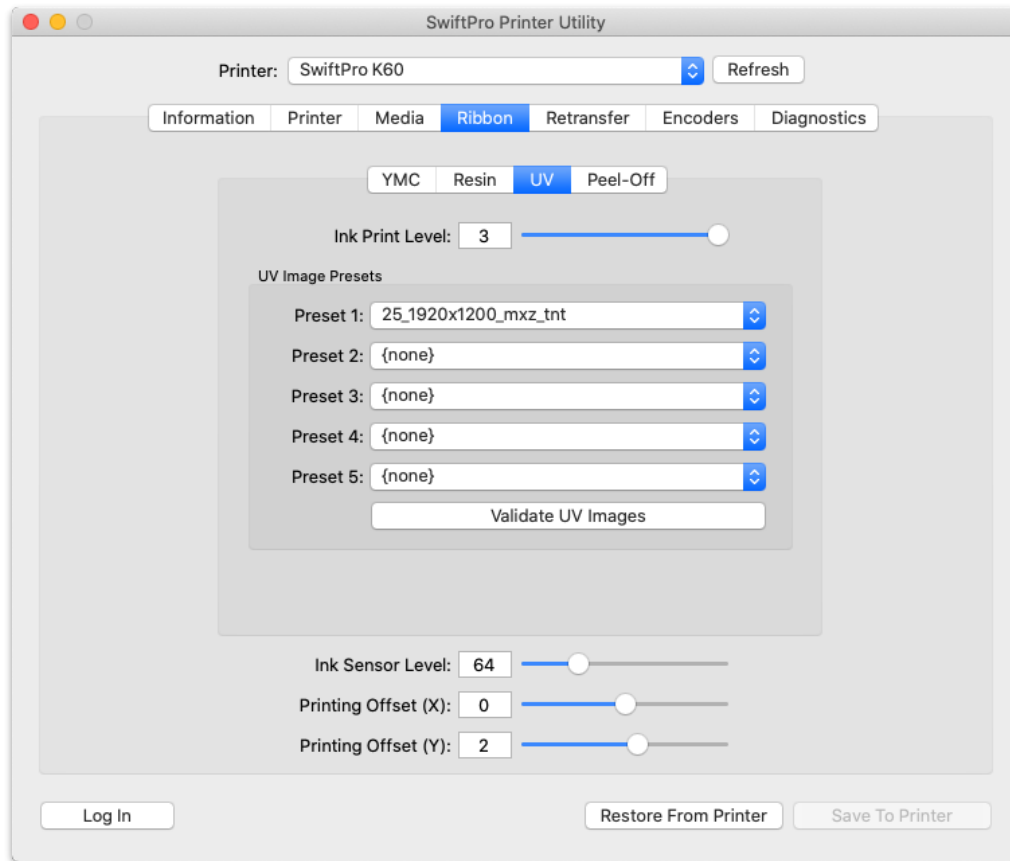 SwiftPro Printer Utility
Printer: SwiftPro K60 Refresh
Information Printer Media Ribbon Retransfer Encoders Diagnostics
YMC Resin UV Peel-Off
Ink Print Level: 3
UV Image Presets
Preset 1: 25_1920x1200_mxz_tnt
Preset 2: {none}
Preset 3: {none}
Preset 4: {none}
Preset 5: {none}
Validate UV Images
Ink Sensor Level: 64
Printing Offset (X): 0
Printing Offset (Y): 2
Log In Restore From Printer Save To Printer